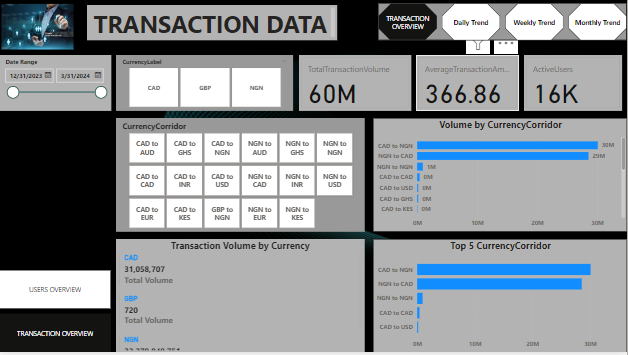 TRANSACTION DATA
TRANSACTION OVERVIEW
Daily Trend
Weekly Trend
Monthly Trend
Date Range
12/31/2023
3/31/2024
CurrencyLabel
CAD
GBP
NGN
TotalTransactionVolume
60M
AverageTransactionAm...
366.86
ActiveUsers
16K
CurrencyCorridor
CAD to AUD
CAD to GHS
CAD to NGN
NGN to AUD
NGN to GHS
NGN to NGN
CAD to CAD
CAD to INR
CAD to USD
NGN to CAD
NGN to INR
NGN to USD
CAD to EUR
CAD to KES
GBP to NGN
NGN to EUR
NGN to KES
Volume by CurrencyCorridor
CAD to NGN 30M
NGN to CAD 29M
NGN to NGN 1M
CAD to CAD 0M
CAD to USD 0M
CAD to GHS 0M
CAD to KES 0M
0M 10M 20M 30M
Transaction Volume by Currency
CAD
31,058,707
Total Volume
GBP
720
Total Volume
NGN
Top 5 CurrencyCorridor
CAD to NGN
NGN to CAD
NGN to NGN
CAD to CAD
CAD to USD
0M 10M 20M 30M
USERS OVERVIEW
TRANSACTION OVERVIEW